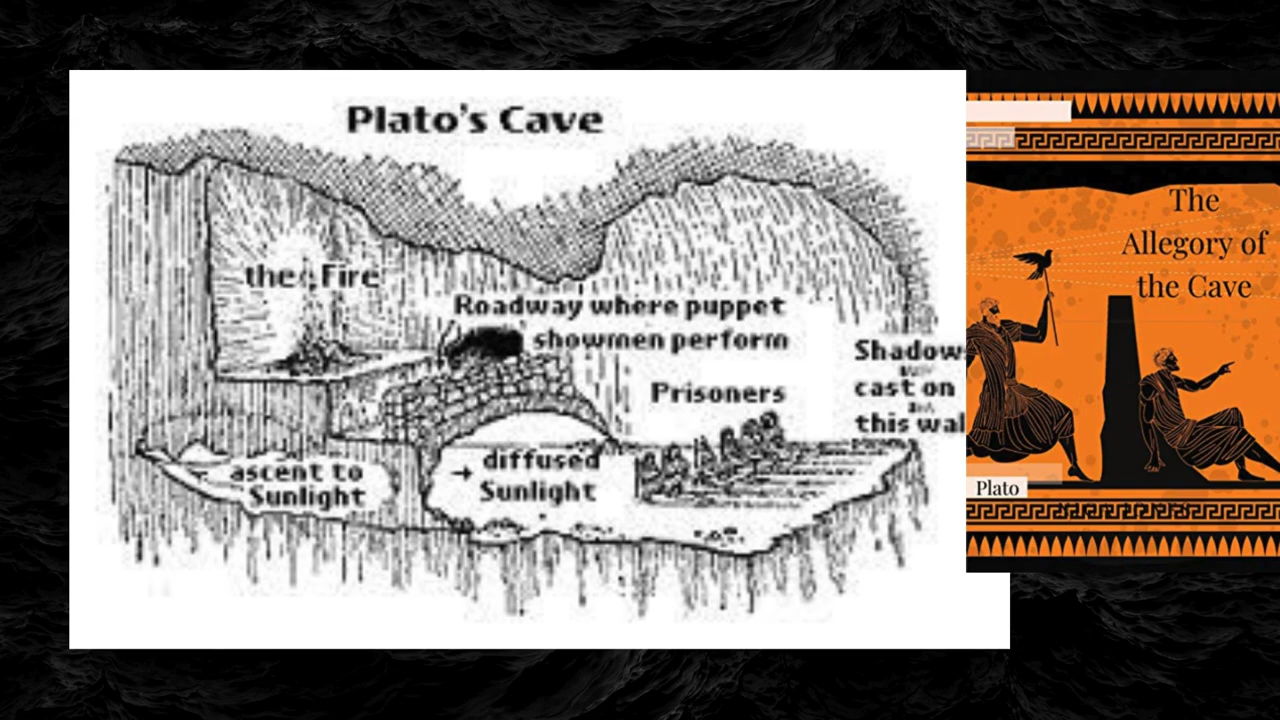 Plato's Cave
the Fire
Roadway where puppet
showmen perform
Prisoners
Shadows
cast on
this wal
ascent to
Sunlight
→ diffused
Sunlight
The
Allegory of
the Cave
Plato